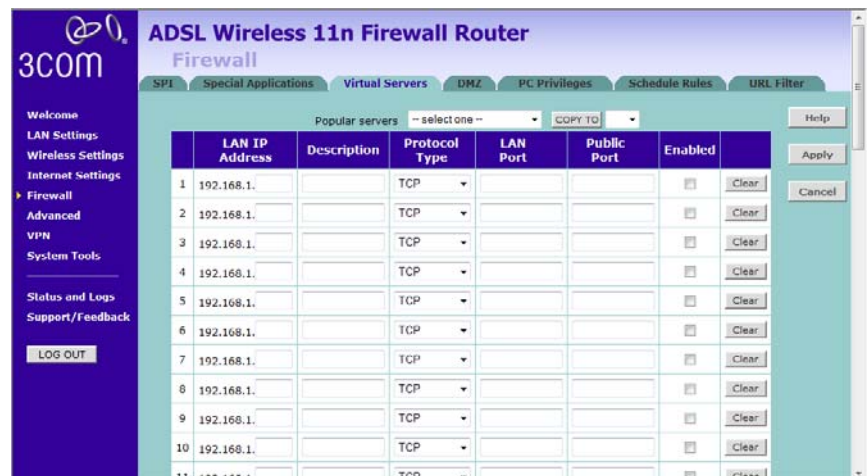 3COM
ADSL Wireless 11n Firewall Router
Firewall
SPI Special Applications Virtual Servers DMZ PC Privileges Schedule Rules URL Filter
Welcome
LAN Settings
Wireless Settings
Internet Settings
Firewall
Advanced
VPN
System Tools
Status and Logs
Support/Feedback
LOG OUT
Popular servers -- select one -- COPY TO
Help
Apply
Cancel
LAN IP Address Description Protocol Type LAN Port Public Port Enabled
1 192.168.1. TCP Clear
2 192.168.1. TCP Clear
3 192.168.1. TCP Clear
4 192.168.1. TCP Clear
5 192.168.1. TCP Clear
6 192.168.1. TCP Clear
7 192.168.1. TCP Clear
8 192.168.1. TCP Clear
9 192.168.1. TCP Clear
10 192.168.1. TCP Clear